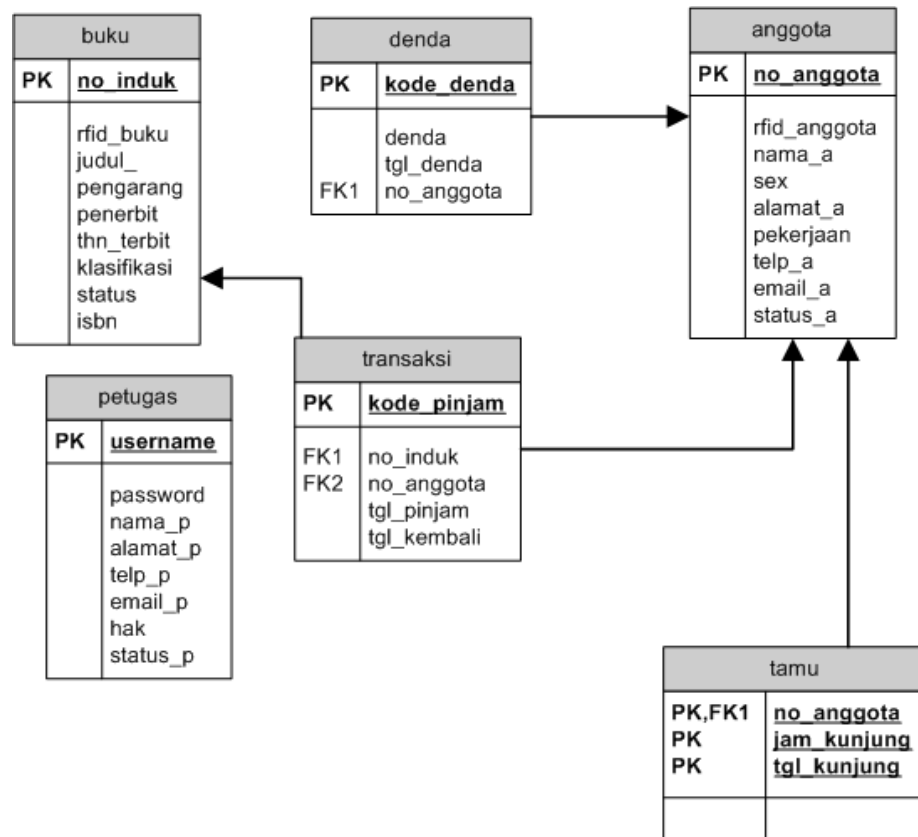 buku
PK no_induk
rfid_buku
judul_
pengarang
penerbit
thn_terbit
klasifikasi
status
isbn
denda
PK kode_denda
denda
tgl_denda
FK1 no_anggota
anggota
PK no_anggota
rfid_anggota
nama_a
sex
alamat_a
pekerjaan
telp_a
email_a
status_a
petugas
PK username
password
nama_p
alamat_p
telp_p
email_p
hak
status_p
transaksi
PK kode_pinjam
FK1 no_induk
FK2 no_anggota
tgl_pinjam
tgl_kembali
tamu
PK,FK1 no_anggota
PK jam_kunjung
PK tgl_kunjung